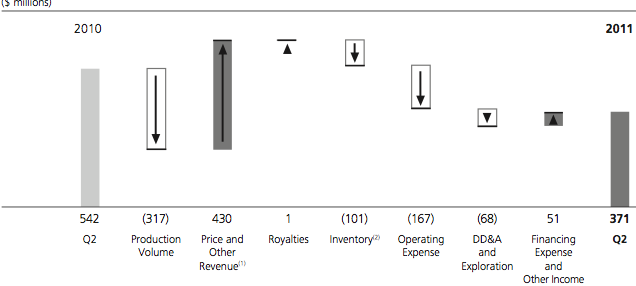 ($ millions)
2010 2011
542 (317) 430 1 (101) (167) (68) 51 371
Q2 Production Price and Royalties Inventory(2) Operating DD&A Financing Q2
Volume Other Expense and Expense
Revenue(1) Exploration and
Other Income